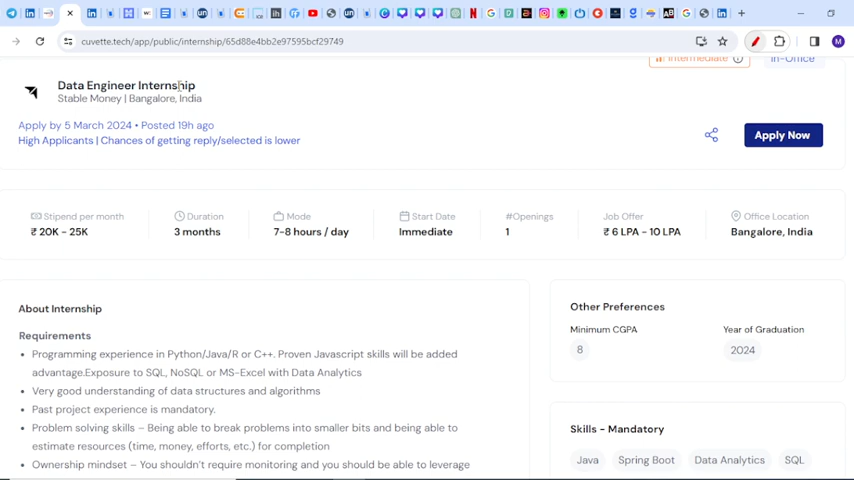 cuvette.tech/app/public/internship/65d88e4bb2e97595bcf29749
M
Intermediate
In-Office
Data Engineer Internship
Stable Money | Bangalore, India
Apply by 5 March 2024 • Posted 19h ago
High Applicants | Chances of getting reply/selected is lower
Apply Now
Stipend per month
₹ 20K - 25K
Duration
3 months
Mode
7-8 hours / day
Start Date
Immediate
#Openings
1
Job Offer
₹ 6 LPA - 10 LPA
Office Location
Bangalore, India
About Internship
Requirements
• Programming experience in Python/Java/R or C++. Proven Javascript skills will be added
advantage.Exposure to SQL, NoSQL or MS-Excel with Data Analytics
• Very good understanding of data structures and algorithms
• Past project experience is mandatory.
• Problem solving skills – Being able to break problems into smaller bits and being able to
estimate resources (time, money, efforts, etc.) for completion
• Ownership mindset – You shouldn't require monitoring and you should be able to leverage
Other Preferences
Minimum CGPA
8
Year of Graduation
2024
Skills - Mandatory
Java
Spring Boot
Data Analytics
SQL